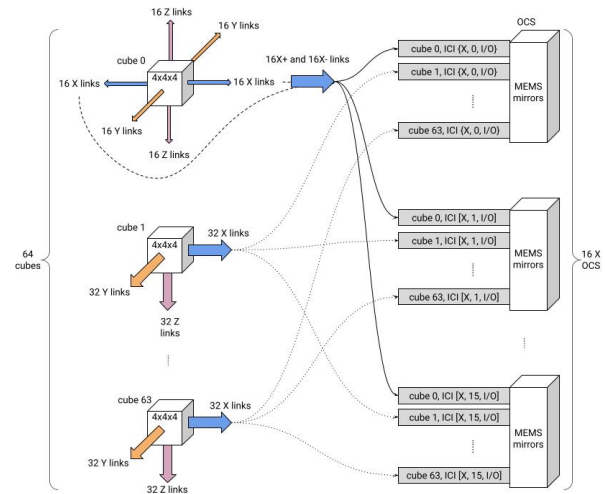 16 Z links
16 Y links
cube 0
16 X links
4x4x4
16 X links
16 Y links
16 Z links
16X+ and 16X- links
OCS
cube 0, ICI {X, 0, I/O}
cube 1, ICI {X, 0, I/O}
cube 63, ICI {X, 0, I/O}
MEMS
mirrors
64
cubes
cube 1
4x4x4
32 X links
32 Y links
32 Z
links
cube 0, ICI [X, 1, I/O]
cube 1, ICI [X, 1, I/O]
cube 63, ICI [X, 1, I/O]
MEMS
mirrors
16 X
OCS
cube 63
4x4x4
32 X links
32 Y links
32 Z links
cube 0, ICI [X, 15, I/O]
cube 1, ICI [X, 15, I/O]
cube 63, ICI [X, 15, I/O]
MEMS
mirrors